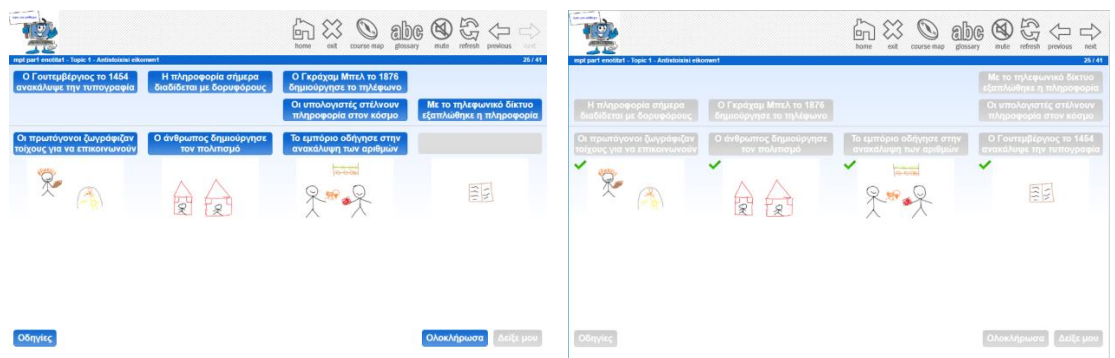 home exit course map glossary mute refresh previous next
mpt part1 enotita1 - Topic 1 - Antistoixisi eikonwn1 25 / 41
Ο Γουτεμβέργιος το 1454
ανακάλυψε την τυπογραφία
Η πληροφορία σήμερα
διαδίδεται με δορυφόρους
Ο Γκράχαμ Μπελ το 1876
δημιούργησε το τηλέφωνο
Οι υπολογιστές στέλνουν
πληροφορία στον κόσμο
Με το τηλεφωνικό δίκτυο
εξαπλώθηκε η πληροφορία
Οι πρωτόγονοι ζωγράφιζαν
τοίχους για να επικοινωνούν
Ο άνθρωπος δημιούργησε
τον πολιτισμό
Το εμπόριο οδήγησε στην
ανακάλυψη των αριθμών
Οδηγίες
Ολοκλήρωσα
Δείξε μου
home exit course map glossary mute refresh previous next
mpt part1 enotita1 - Topic 1 - Antistoixisi eikonwn1 25 / 41
Με το τηλεφωνικό δίκτυο
εξαπλώθηκε η πληροφορία
Η πληροφορία σήμερα
διαδίδεται με δορυφόρους
Ο Γκράχαμ Μπελ το 1876
δημιούργησε το τηλέφωνο
Οι υπολογιστές στέλνουν
πληροφορία στον κόσμο
Οι πρωτόγονοι ζωγράφιζαν
τοίχους για να επικοινωνούν
Ο άνθρωπος δημιούργησε
τον πολιτισμό
Το εμπόριο οδήγησε στην
ανακάλυψη των αριθμών
Ο Γουτεμβέργιος το 1454
ανακάλυψε την τυπογραφία
Οδηγίες
Ολοκλήρωσα
Δείξε μου